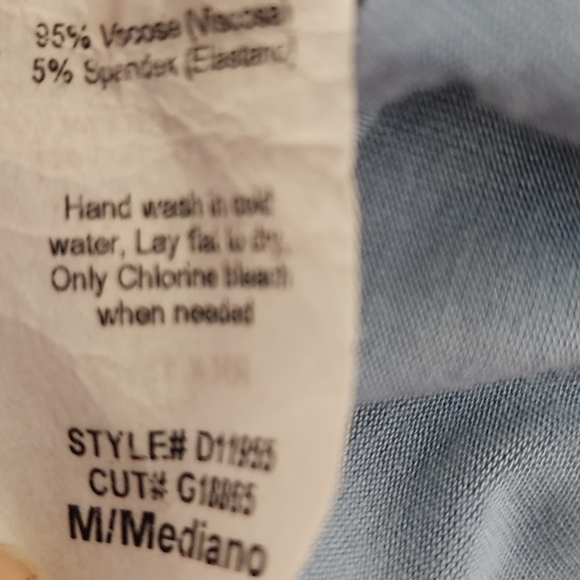 95% Viscose (Viscosa)
5% Spandex (Elastano)
Hand wash in cold
water, Lay flat to dry.
Only Chlorine bleach
when needed
STYLE# D11955
CUT# G18865
M/Mediano